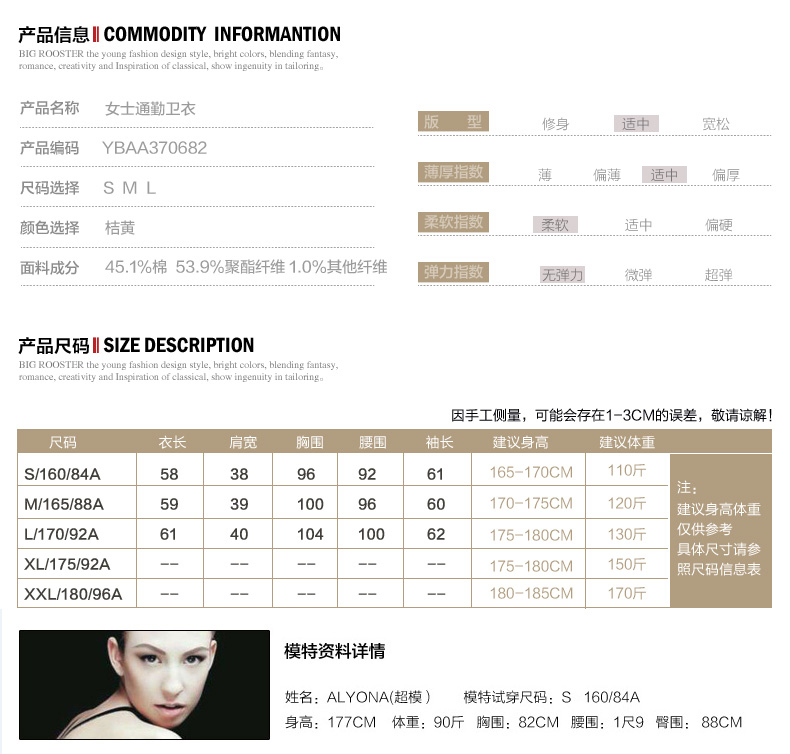 产品信息 COMMODITY INFORMANTION
BIG ROOSTER the young fashion design style, bright colors, blending fantasy,
romance, creativity and Inspiration of classical, show ingenuity in tailoring。
产品名称 女士通勤卫衣
产品编码 YBAA370682
尺码选择 S M L
颜色选择 桔黄
面料成分 45.1%棉 53.9%聚酯纤维 1.0%其他纤维
版 型 修身 适中 宽松
薄厚指数 薄 偏薄 适中 偏厚
柔软指数 柔软 适中 偏硬
弹力指数 无弹力 微弹 超弹
产品尺码 SIZE DESCRIPTION
BIG ROOSTER the young fashion design style, bright colors, blending fantasy,
romance, creativity and Inspiration of classical, show ingenuity in tailoring。
因手工侧量，可能会存在1-3CM的误差，敬请谅解！
尺码 衣长 肩宽 胸围 腰围 袖长 建议身高 建议体重
S/160/84A 58 38 96 92 61 165-170CM 110斤
M/165/88A 59 39 100 96 60 170-175CM 120斤
L/170/92A 61 40 104 100 62 175-180CM 130斤
XL/175/92A -- -- -- -- -- 175-180CM 150斤
XXL/180/96A -- -- -- -- -- 180-185CM 170斤
注：
建议身高体重
仅供参考
具体尺寸请参
照尺码信息表
模特资料详情
姓名：ALYONA(超模 ) 模特试穿尺码：S 160/84A
身高：177CM 体重：90斤 胸围：82CM 腰围：1尺9 臀围： 88CM